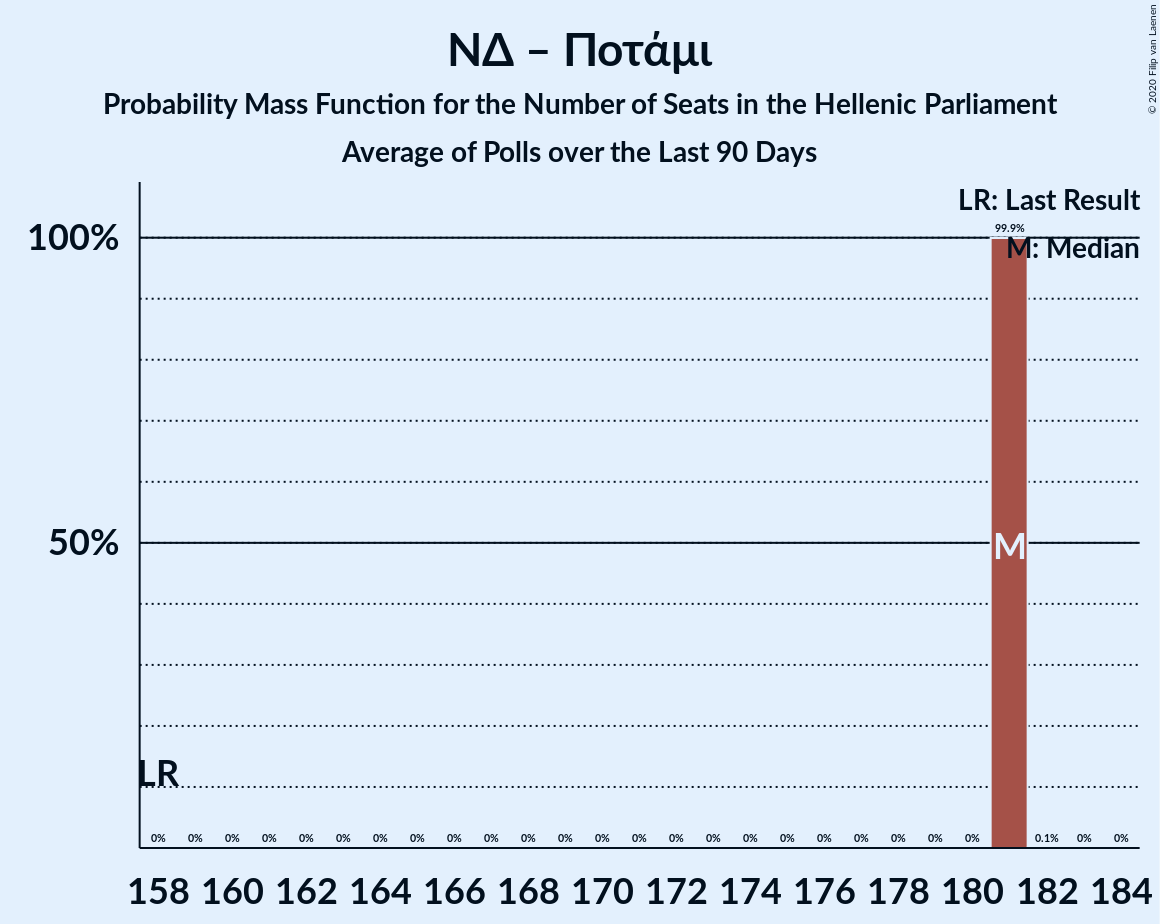 ΝΔ – Ποτάμι
Probability Mass Function for the Number of Seats in the Hellenic Parliament
Average of Polls over the Last 90 Days
© 2020 Filip van Laenen
LR: Last Result
M: Median
100%
50%
99.9%
M
LR
0% 0% 0% 0% 0% 0% 0% 0% 0% 0% 0% 0% 0% 0% 0% 0% 0% 0% 0% 0% 0% 0% 0% 0.1% 0% 0%
158 160 162 164 166 168 170 172 174 176 178 180 182 184